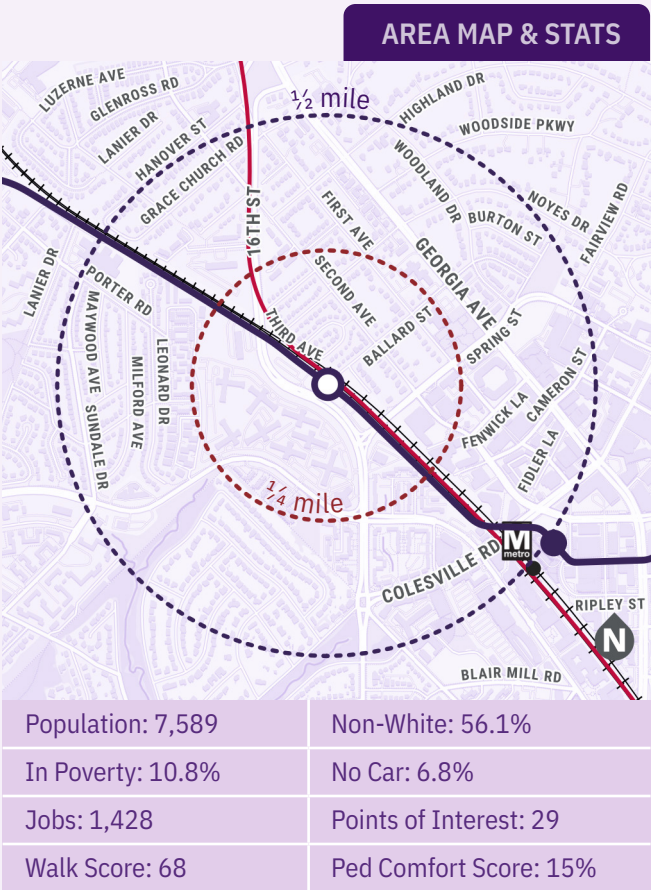 AREA MAP & STATS
LUZERNE AVE
GLENROSS RD
LANIER DR
HANOVER ST
GRACE CHURCH RD
½ mile
HIGHLAND DR
WOODSIDE PKWY
WOODLAND DR
NOYES DR
BURTON ST
FAIRVIEW RD
16TH ST
FIRST AVE
SECOND AVE
GEORGIA AVE
LANIER DR
PORTER RD
MAYWOOD AVE
MILFORD AVE
LEONARD DR
SUNDALE DR
THIRD AVE
BALLARD ST
SPRING ST
CAMERON ST
FENWICK LA
FIDLER LA
¼ mile
M
metro
COLESVILLE RD
RIPLEY ST
N
BLAIR MILL RD
Population: 7,589
Non-White: 56.1%
In Poverty: 10.8%
No Car: 6.8%
Jobs: 1,428
Points of Interest: 29
Walk Score: 68
Ped Comfort Score: 15%